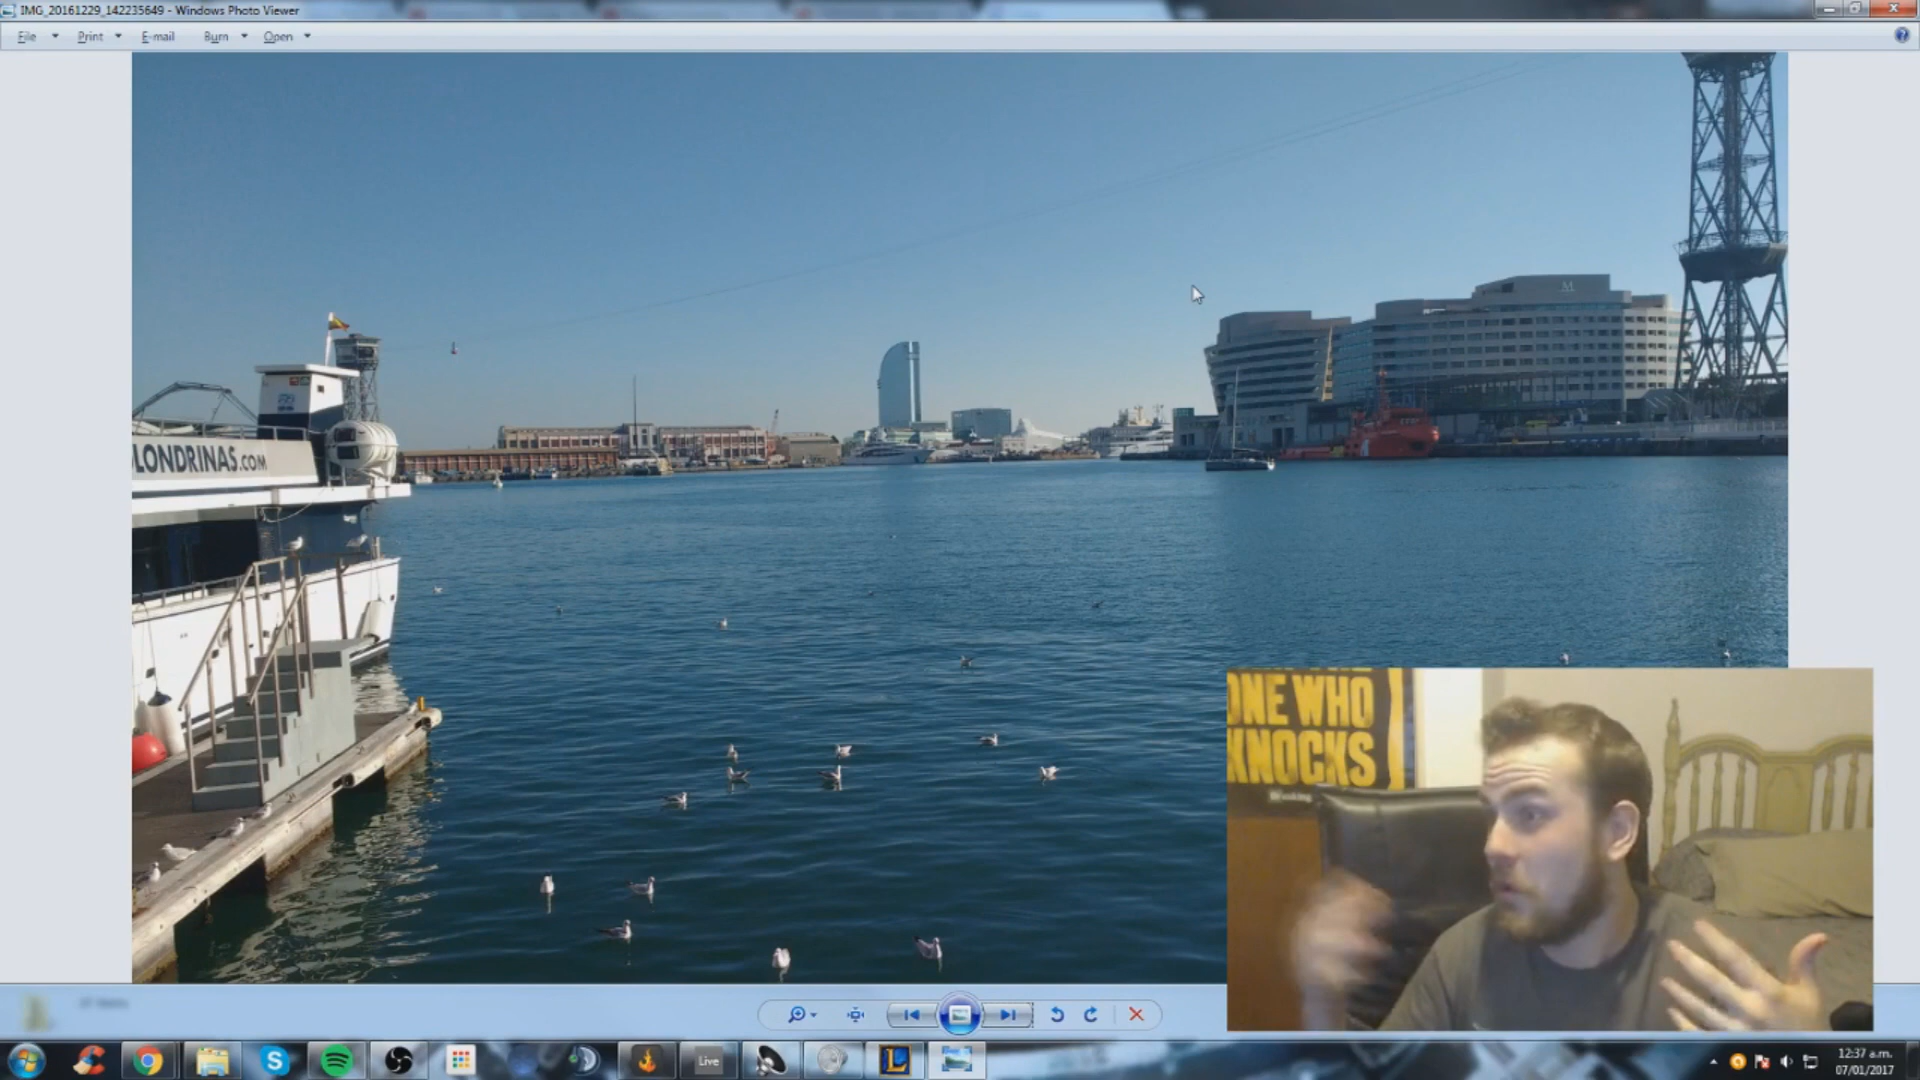 IMG_20161229_142235649 - Windows Photo Viewer
File Print E-mail Burn Open
M
LONDRINAS.COM
ONE WHO
KNOCKS
Live
12:37 a.m.
07/01/2017